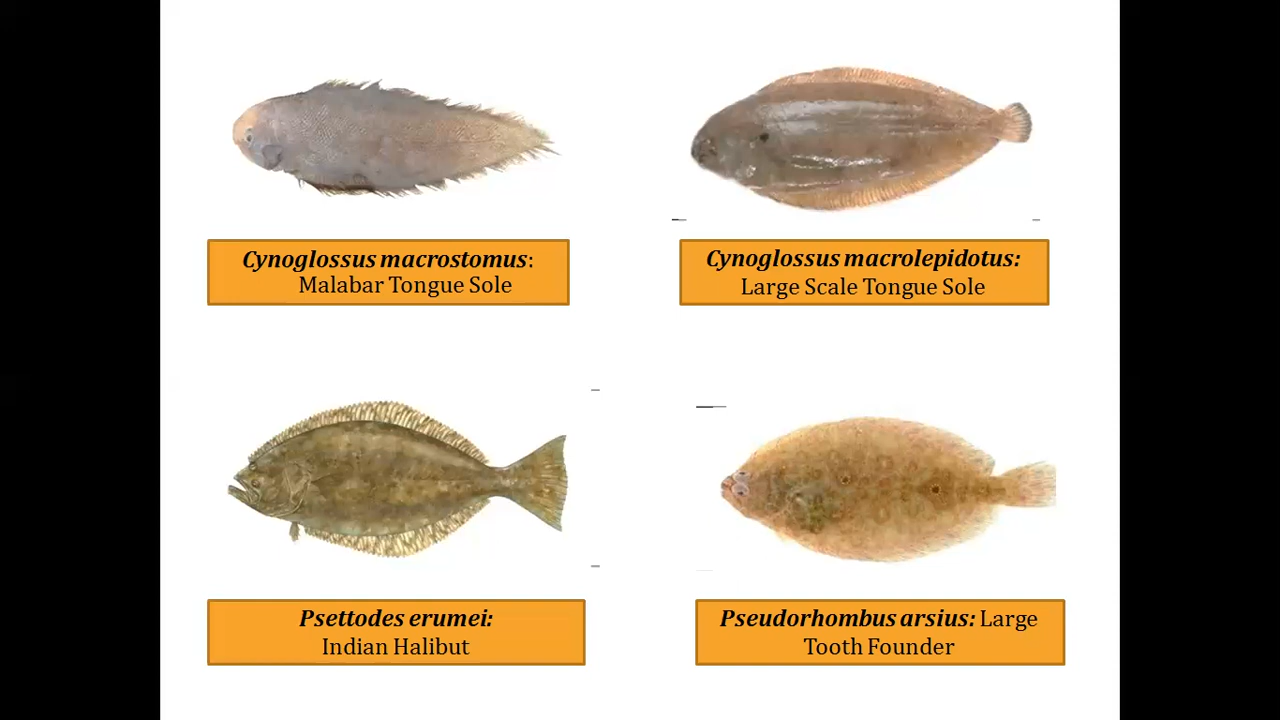 Cynoglossus macrostomus:
Malabar Tongue Sole
Cynoglossus macrolepidotus:
Large Scale Tongue Sole
Psettodes erumei:
Indian Halibut
Pseudorhombus arsius: Large
Tooth Founder